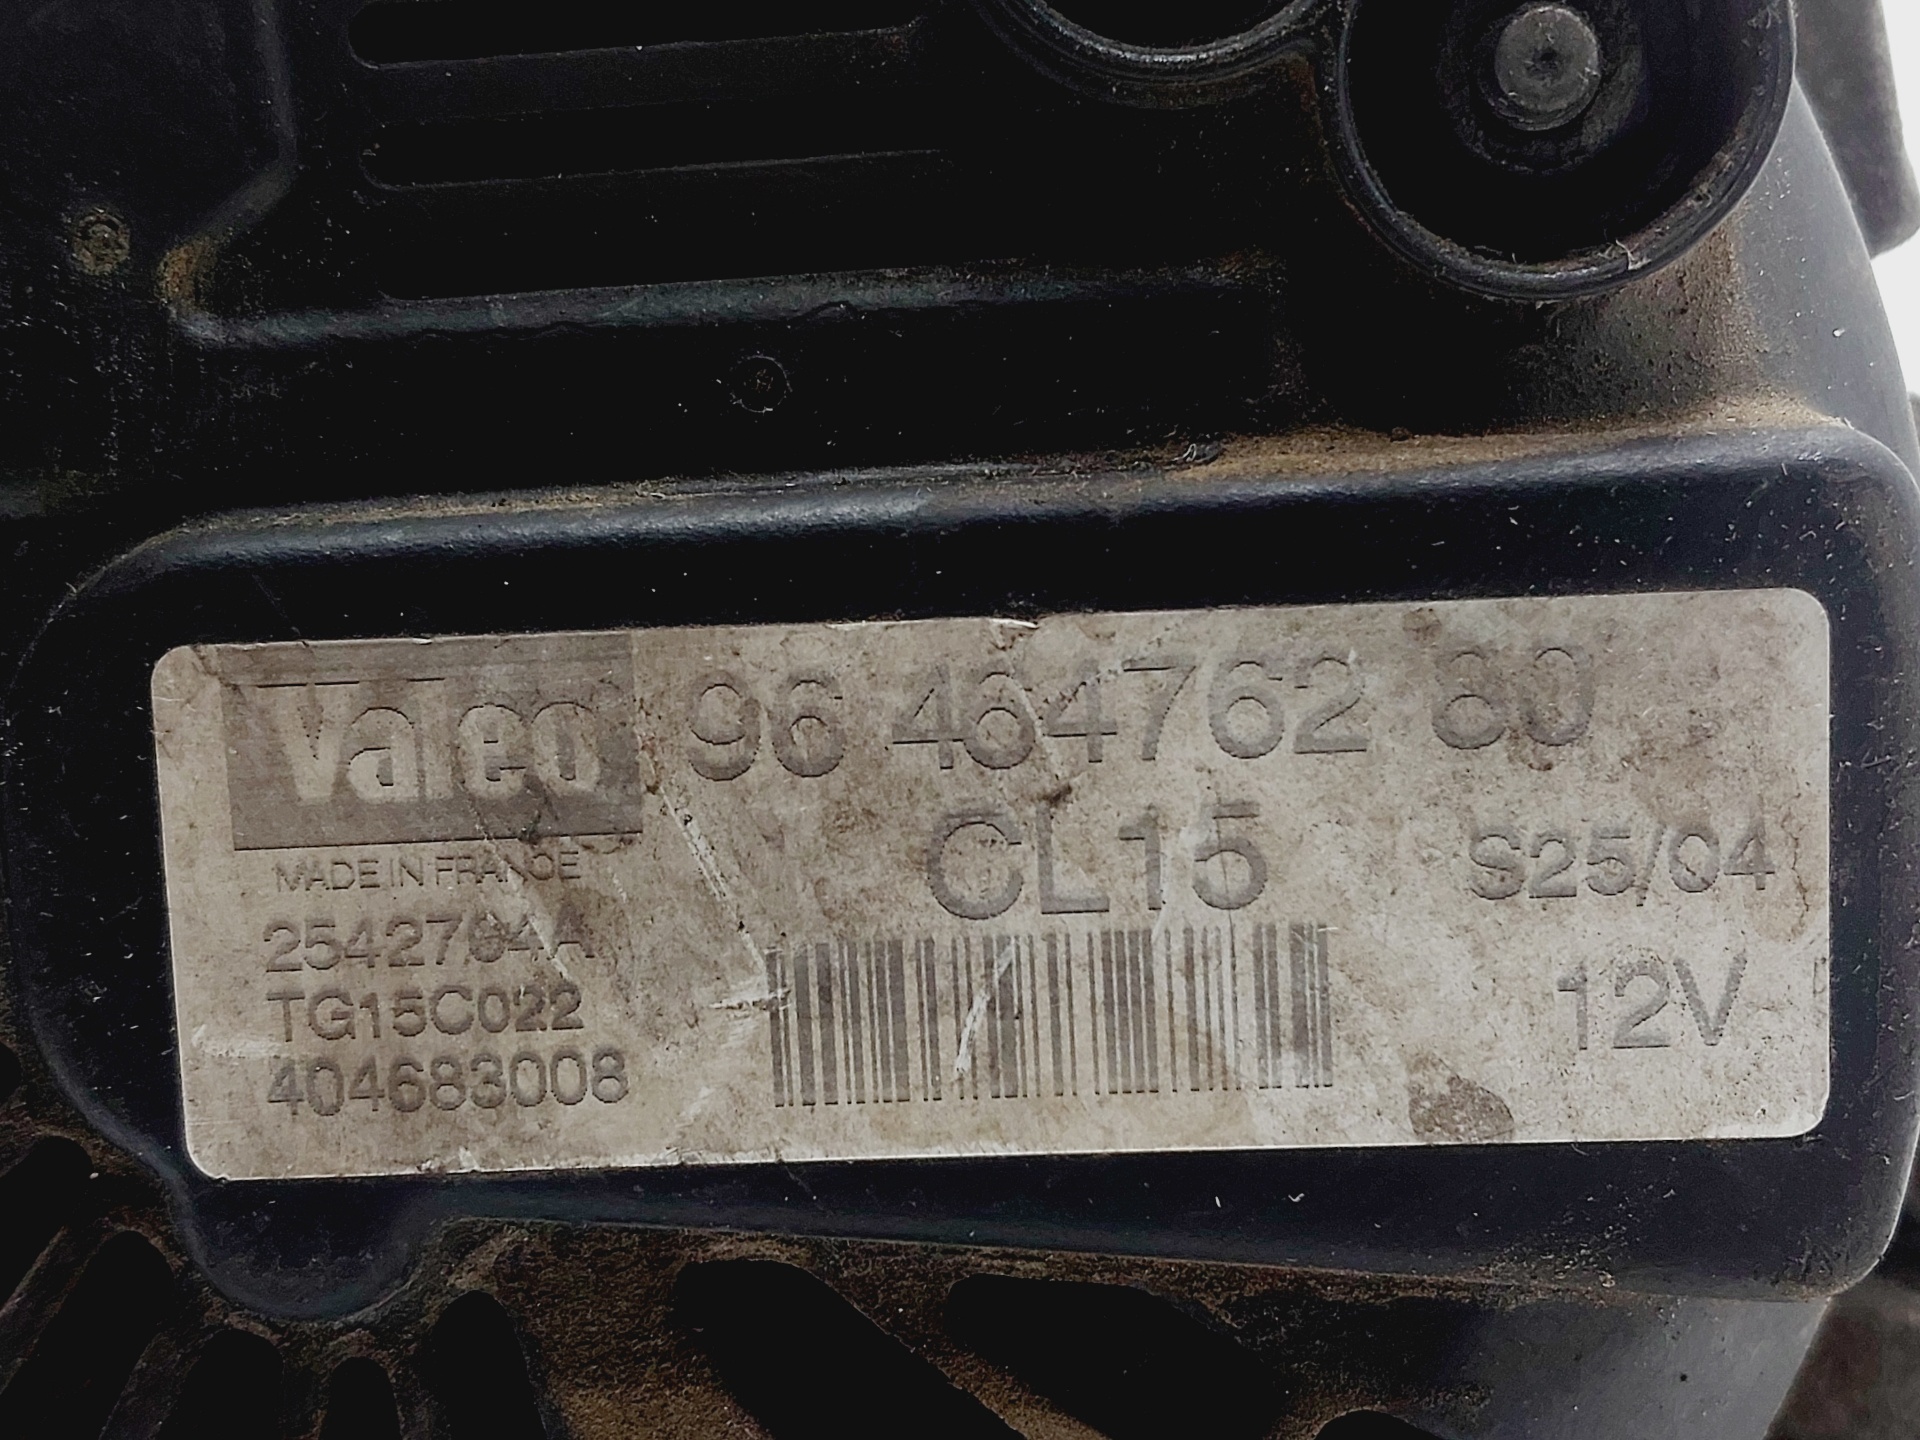 Valeo
96 464762 80
MADE IN FRANCE
CL15
S25/04
2542704A
TG15C022
12V
404683008